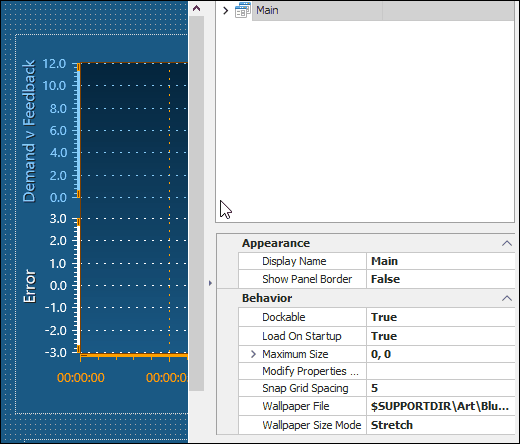 Main
Demand v Feedback
12.0
10.0
8.0
6.0
4.0
2.0
0.0
Error
3.0
2.0
1.0
0.0
-1.0
-2.0
-3.0
00:00:00
Appearance
Display Name Main
Show Panel Border False
Behavior
Dockable True
Load On Startup True
Maximum Size 0, 0
Modify Properties ...
Snap Grid Spacing 5
Wallpaper File $SUPPORTDIR\Art\Blu...
Wallpaper Size Mode Stretch